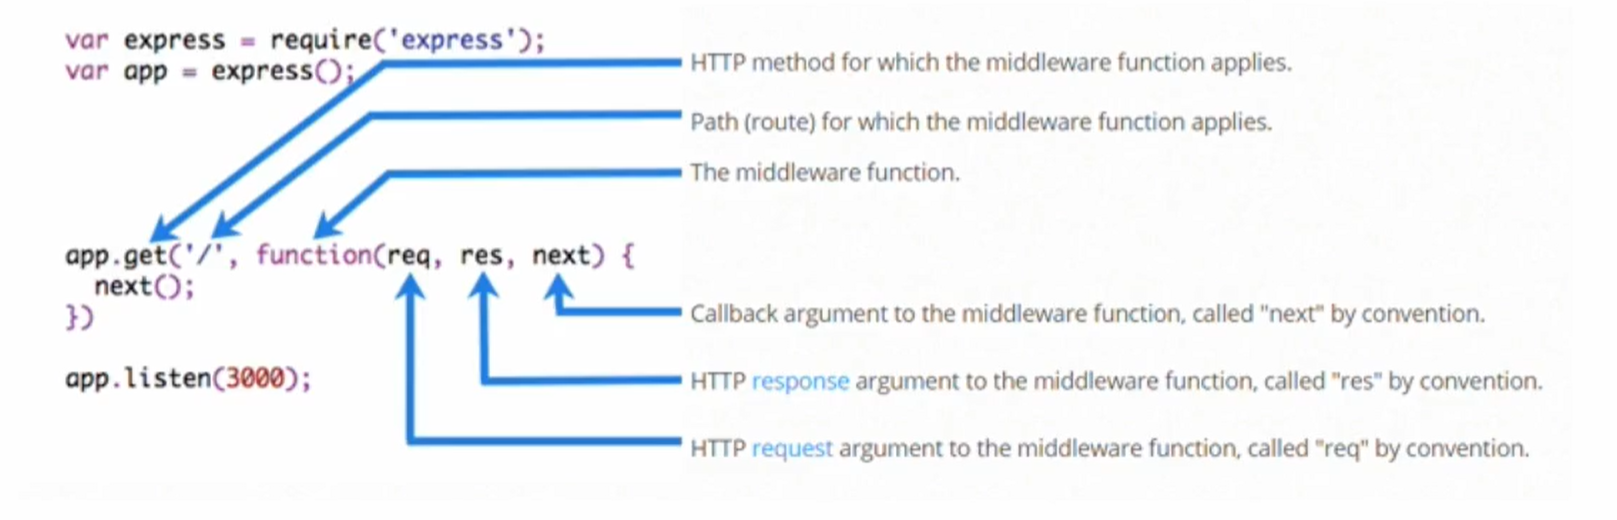 var express = require('express');
var app = express();
HTTP method for which the middleware function applies.
Path (route) for which the middleware function applies.
The middleware function.
app.get('/', function(req, res, next) {
next();
})
app.listen(3000);
Callback argument to the middleware function, called "next" by convention.
HTTP response argument to the middleware function, called "res" by convention.
HTTP request argument to the middleware function, called "req" by convention.